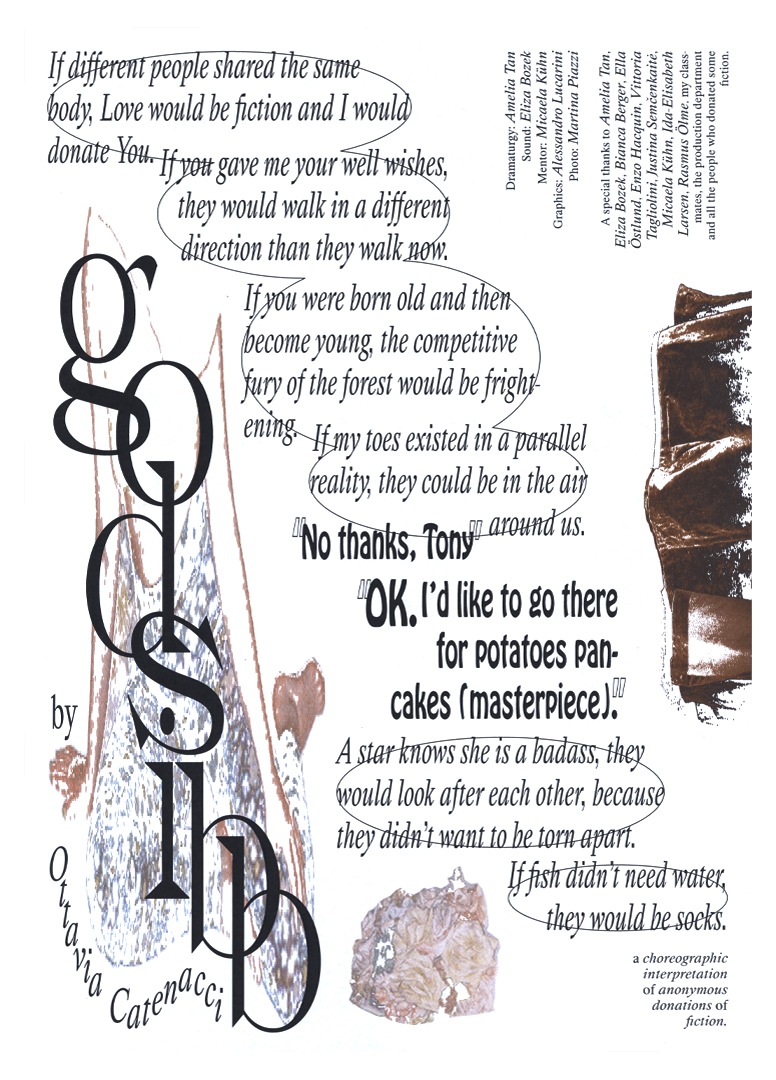 If different people shared the same
body, Love would be fiction and I would
donate You.
If you gave me your well wishes,
they would walk in a different
direction than they walk now.
If you were born old and then
become young, the competitive
fury of the forest would be fright-
ening.
If my toes existed in a parallel
reality, they could be in the air
around us.
"No thanks, Tony"
"OK. I'd like to go there
for potatoes pan-
cakes (masterpiece)."
A star knows she is a badass, they
would look after each other, because
they didn't want to be torn apart.
If fish didn't need water,
they would be socks.
godsibb
by
Ottavia Catenacci
Dramaturgy: Amelia Tan
Sound: Eliza Bozek
Mentor: Micaela Kühn
Graphics: Alessandro Lucarini
Photo: Martina Piazzi
A special thanks to Amelia Tan,
Eliza Bozek, Bianca Berger, Ella
Östlund, Enzo Hacquin, Vittoria
Tagliolini, Justina Semčenkaitė,
Micaela Kühn, Ida-Elisabeth
Larsen, Rasmus Ölme, my class-
mates, the production department
and all the people who donated some
fiction.
a choreographic
interpretation
of anonymous
donations of
fiction.